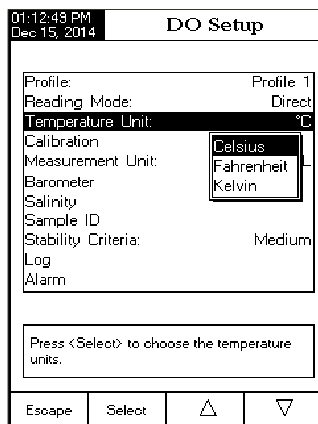 01:12:49 PM
Dec 15, 2014
DO Setup
Profile: Profile 1
Reading Mode: Direct
Temperature Unit: °C
Calibration
Measurement Unit: L
Barometer
Salinity
Sample ID
Stability Criteria: Medium
Log
Alarm
Celsius
Fahrenheit
Kelvin
Press <Select> to choose the temperature
units.
Escape Select